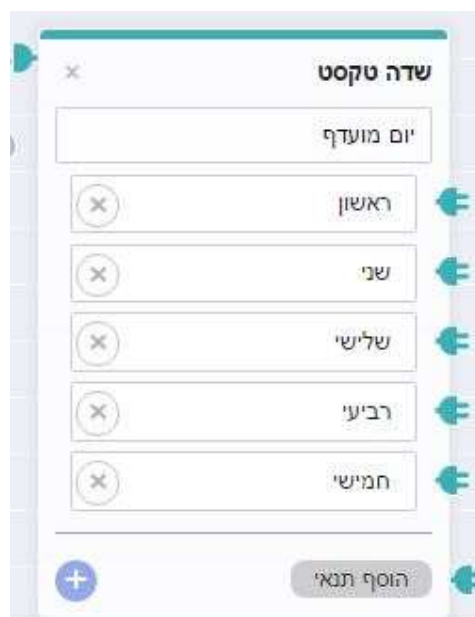 שדה טקסט
יום מועדף
ראשון
שני
שלישי
רביעי
חמישי
הוסף תנאי